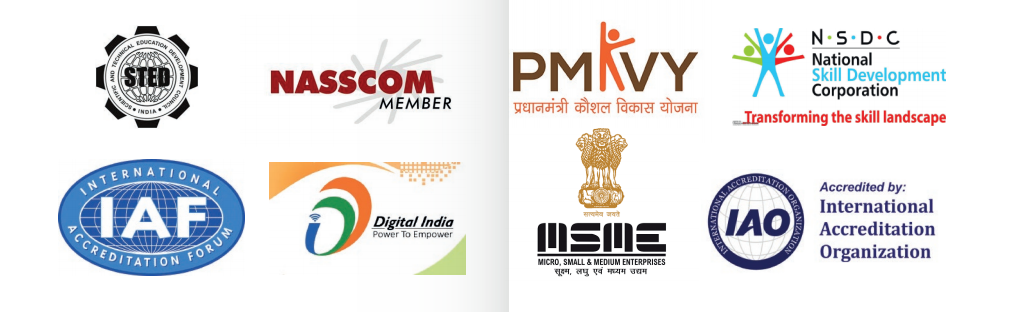 SCIENTIFIC AND TECHNICAL EDUCATION DEVELOPMENT COUNCIL
STED
INDIA
NASSCOM
MEMBER
PMKVY
प्रधानमंत्री कौशल विकास योजना
N·S·D·C
National
Skill Development
Corporation
Transforming the skill landscape
INTERNATIONAL
IAF
ACCREDITATION FORUM
Digital India
Power To Empower
सत्यमेव जयते
MSME
MICRO, SMALL & MEDIUM ENTERPRISES
सूक्ष्म, लघु एवं मध्यम उद्यम
INTERNATIONAL ACCREDITATION ORGANIZATION
IAO
Accredited by:
International
Accreditation
Organization